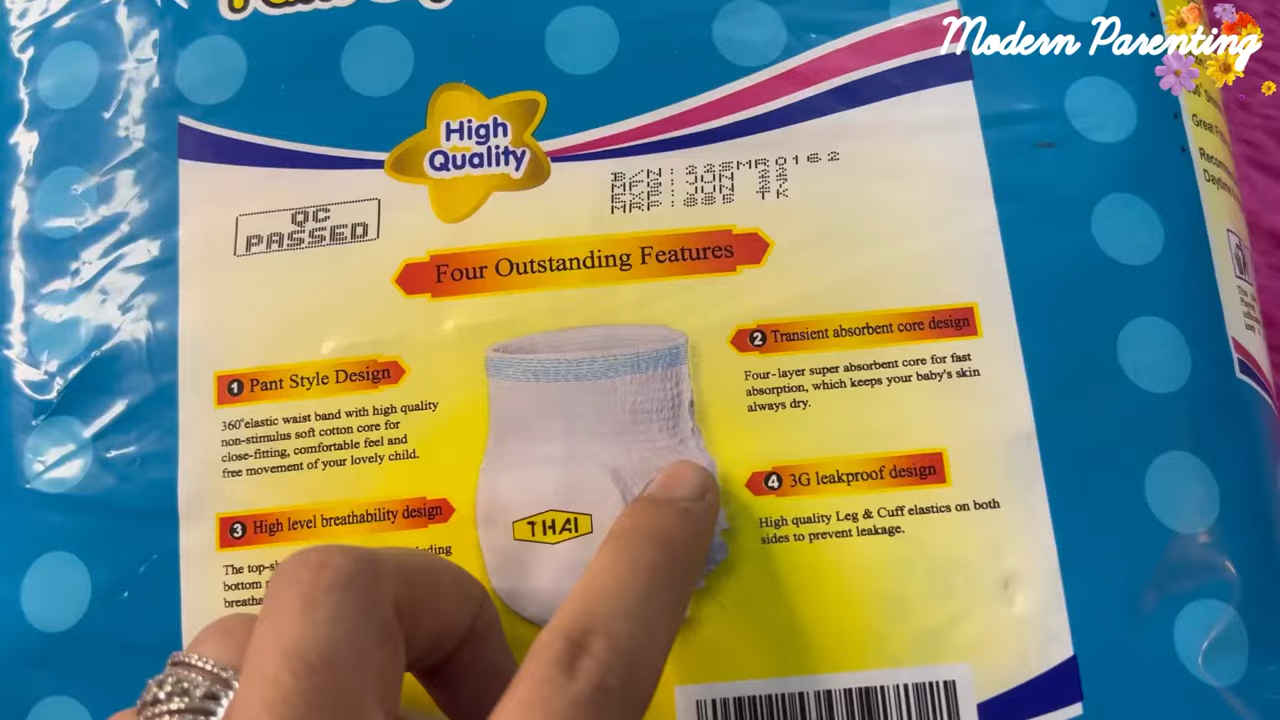 Modern Parenting
High
Quality
QC
PASSED
Four Outstanding Features
1 Pant Style Design
360°elastic waist band with high quality
non-stimulus soft cotton core for
close-fitting, comfortable feel and
free movement of your lovely child.
2 Transient absorbent core design
Four-layer super absorbent core for fast
absorption, which keeps your baby's skin
always dry.
3 High level breathability design
The
bottom
4 3G leakproof design
High quality Leg & Cuff elastics on both
sides to prevent leakage.
THAI